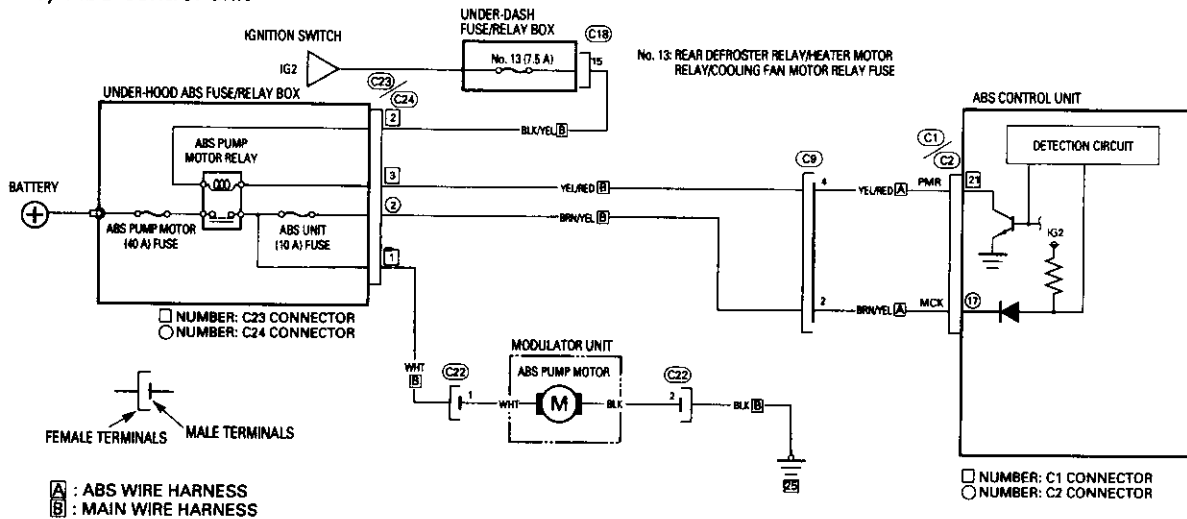 UNDER-DASH
FUSE/RELAY BOX
C18
IGNITION SWITCH
No. 13 (7.5 A)
15
IG2
No. 13: REAR DEFROSTER RELAY/HEATER MOTOR
RELAY/COOLING FAN MOTOR RELAY FUSE
C23
C24
UNDER-HOOD ABS FUSE/RELAY BOX
ABS CONTROL UNIT
2
BLK/YEL B
ABS PUMP
MOTOR RELAY
C1
C2
DETECTION CIRCUIT
C9
BATTERY
3
YEL/RED B
4
YEL/RED A
PMR
21
2
BRN/YEL B
ABS PUMP MOTOR
(40 A) FUSE
ABS UNIT
(10 A) FUSE
IG2
1
2
BRN/YEL A
MCK
17
NUMBER: C23 CONNECTOR
NUMBER: C24 CONNECTOR
MODULATOR UNIT
WHT
B
C22
ABS PUMP MOTOR
C22
1
WHT
M
BLK
2
BLK B
FEMALE TERMINALS
MALE TERMINALS
25
A : ABS WIRE HARNESS
B : MAIN WIRE HARNESS
NUMBER: C1 CONNECTOR
NUMBER: C2 CONNECTOR